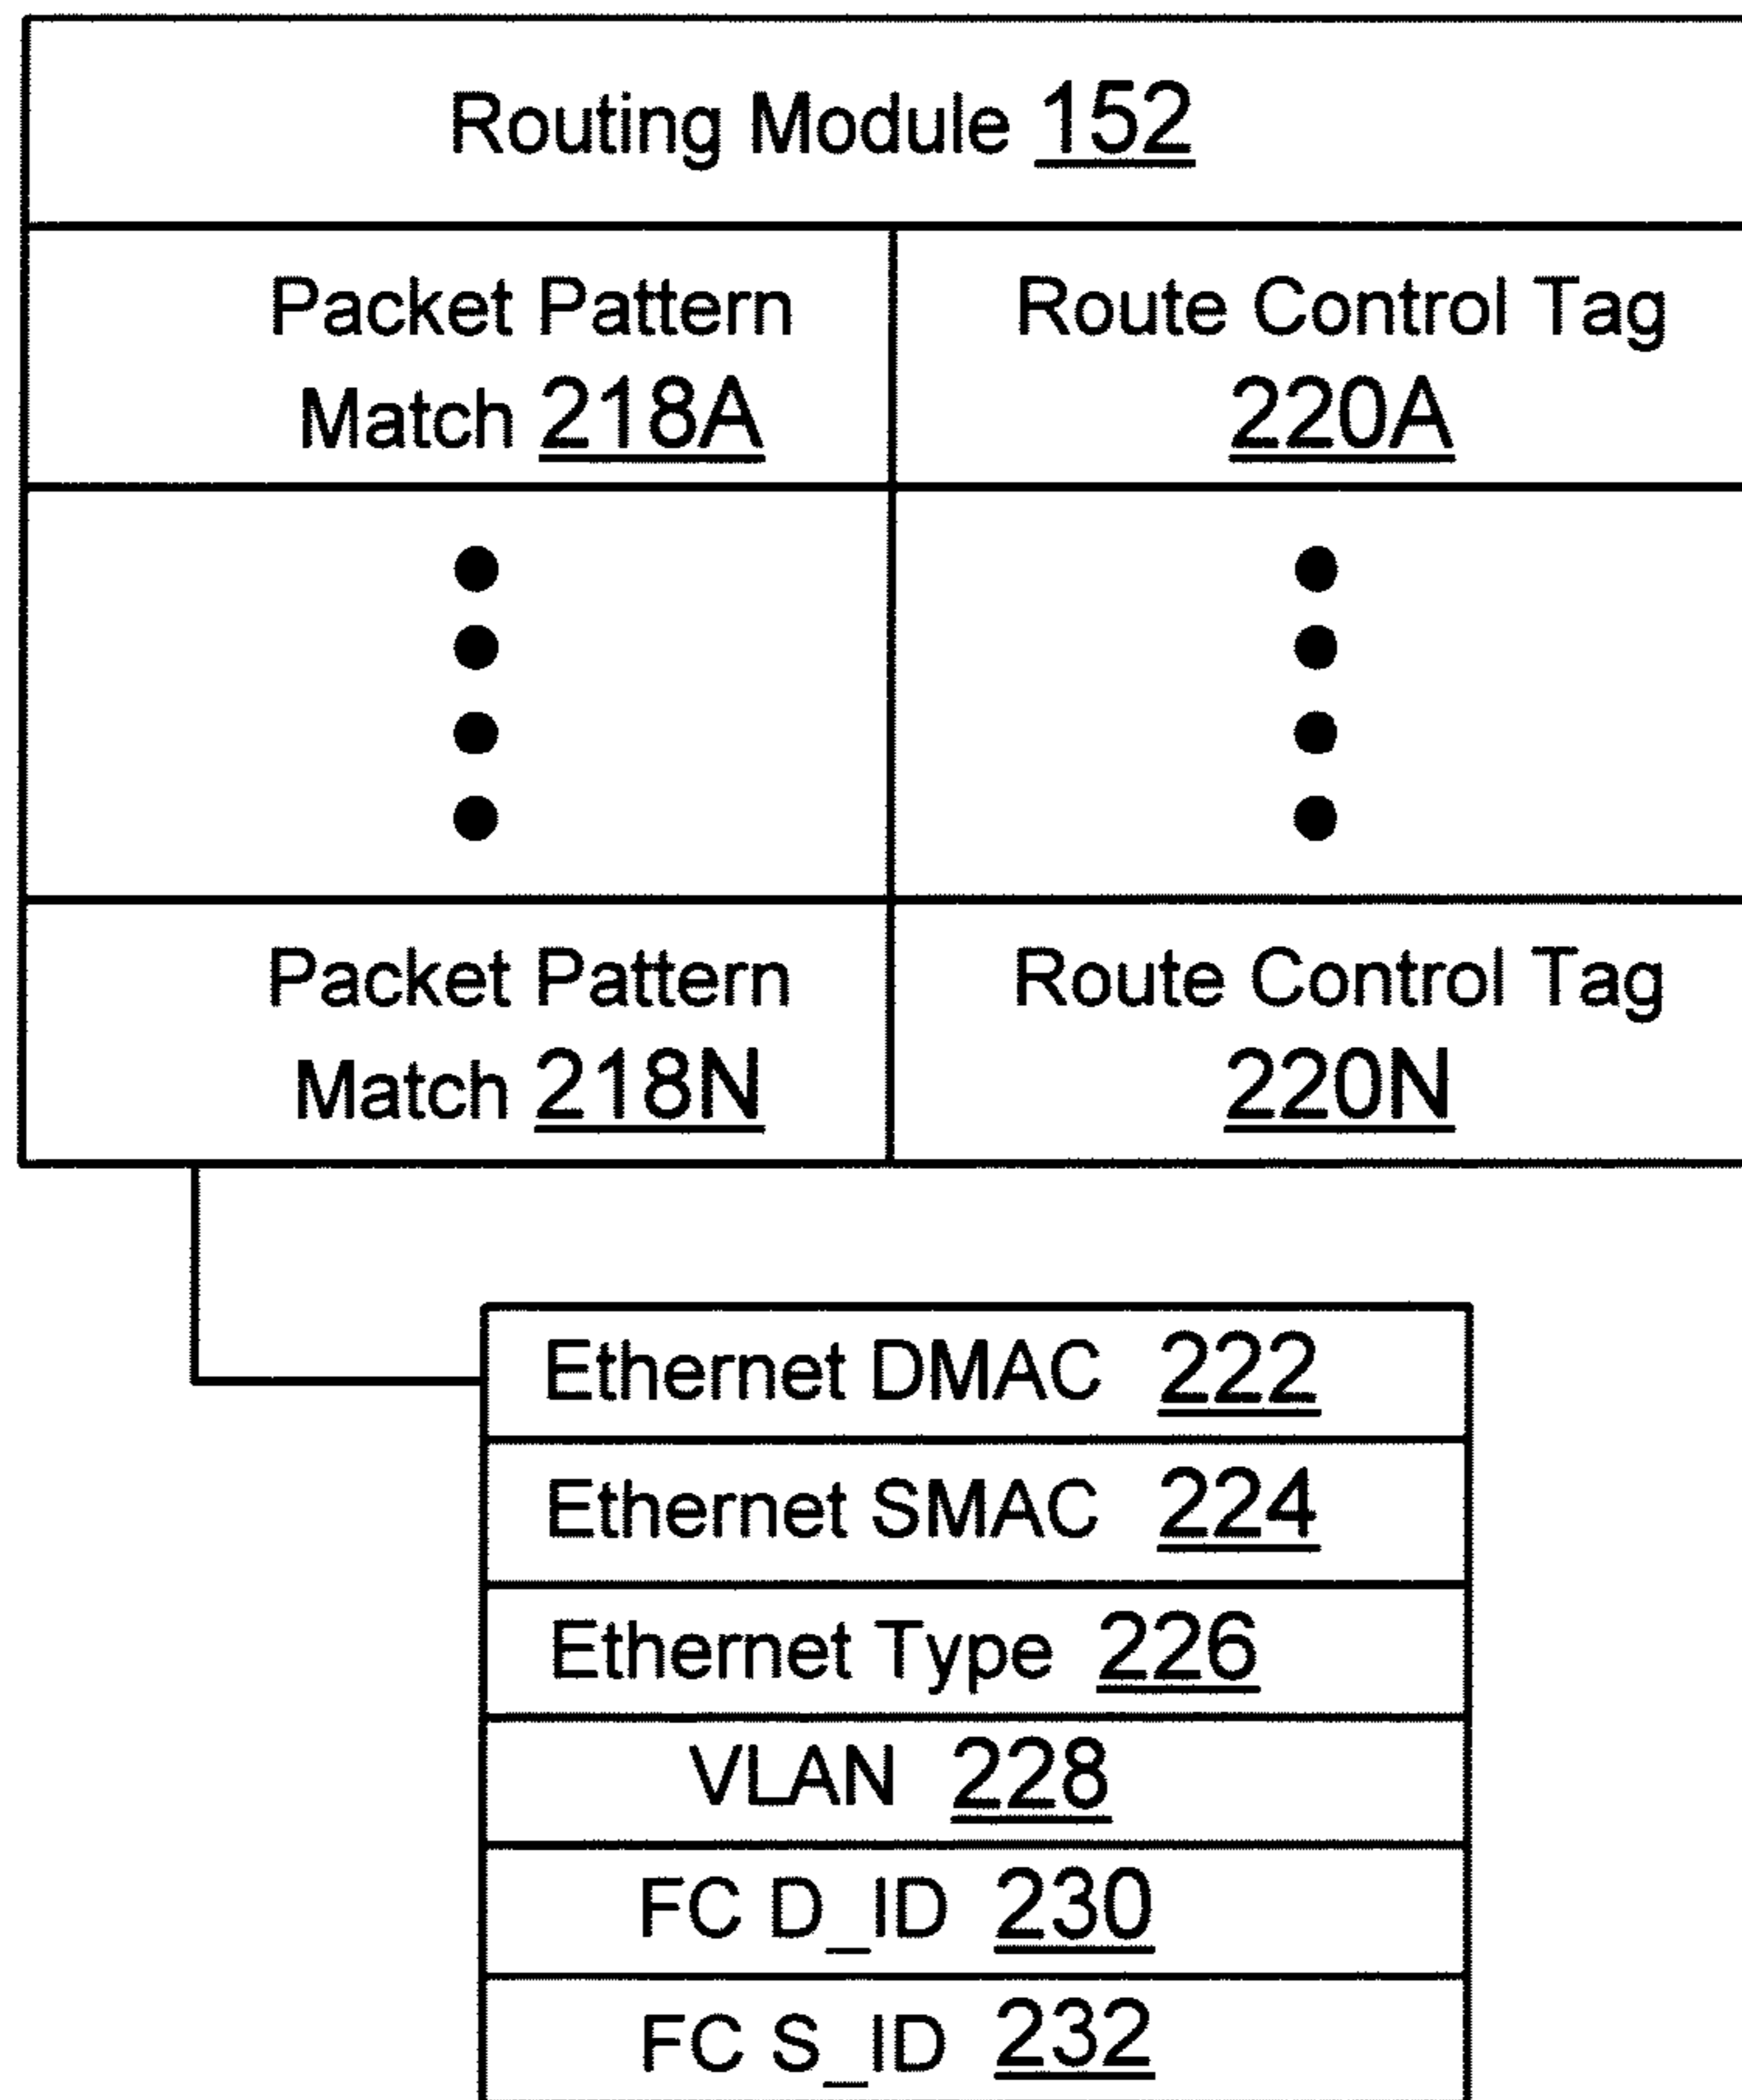 Routing Module 152
Packet Pattern Match 218A
Route Control Tag 220A
Packet Pattern Match 218N
Route Control Tag 220N
Ethernet DMAC 222
Ethernet SMAC 224
Ethernet Type 226
VLAN 228
FC D_ID 230
FC S_ID 232